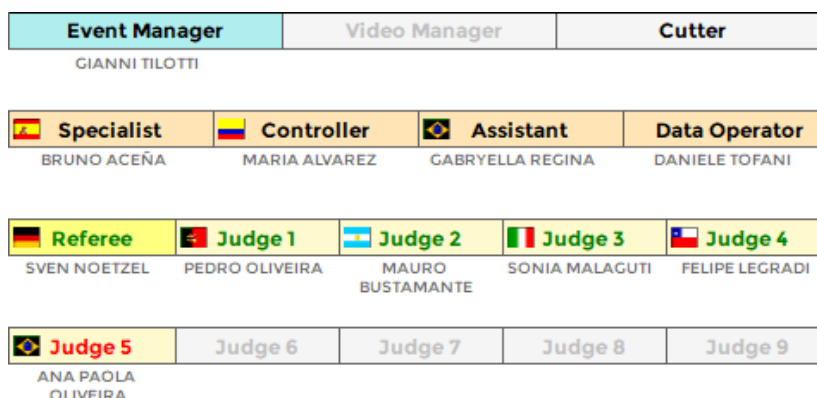 Event Manager Video Manager Cutter
GIANNI TILOTTI
Specialist Controller Assistant Data Operator
BRUNO ACEÑA MARIA ALVAREZ GABRYELLA REGINA DANIELE TOFANI
Referee Judge 1 Judge 2 Judge 3 Judge 4
SVEN NOETZEL PEDRO OLIVEIRA MAURO SONIA MALAGUTI FELIPE LEGRADI
BUSTAMANTE
Judge 5 Judge 6 Judge 7 Judge 8 Judge 9
ANA PAOLA
OLIVEIRA